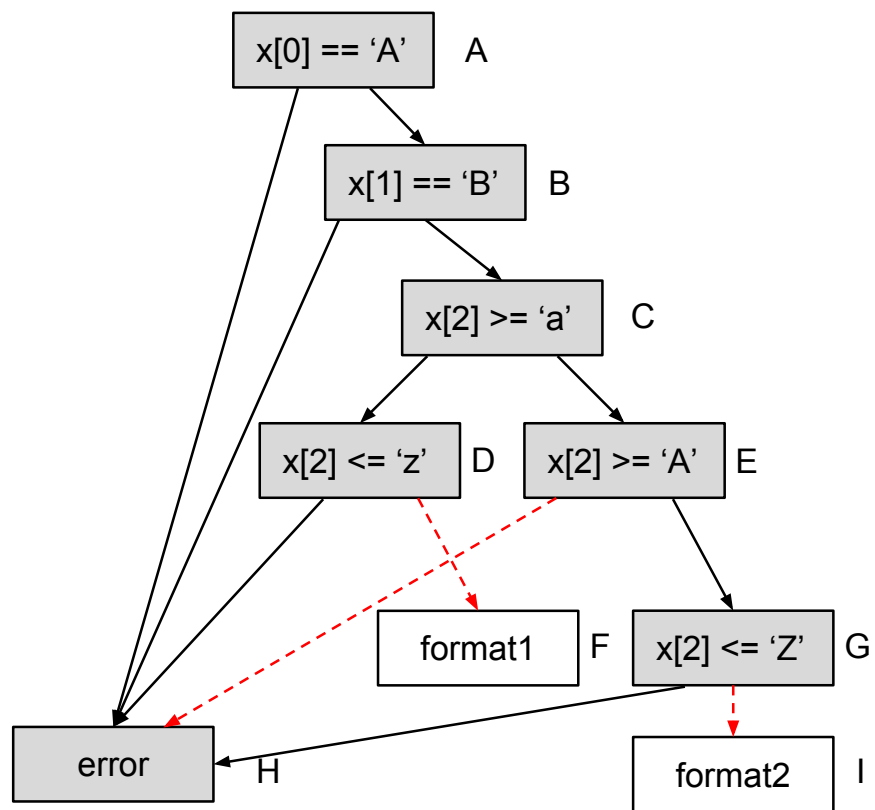 x[0] == ‘A’ A
x[1] == ‘B’ B
x[2] >= ‘a’ C
x[2] <= ‘z’ D
x[2] >= ‘A’ E
format1 F
x[2] <= ‘Z’ G
error H
format2 I